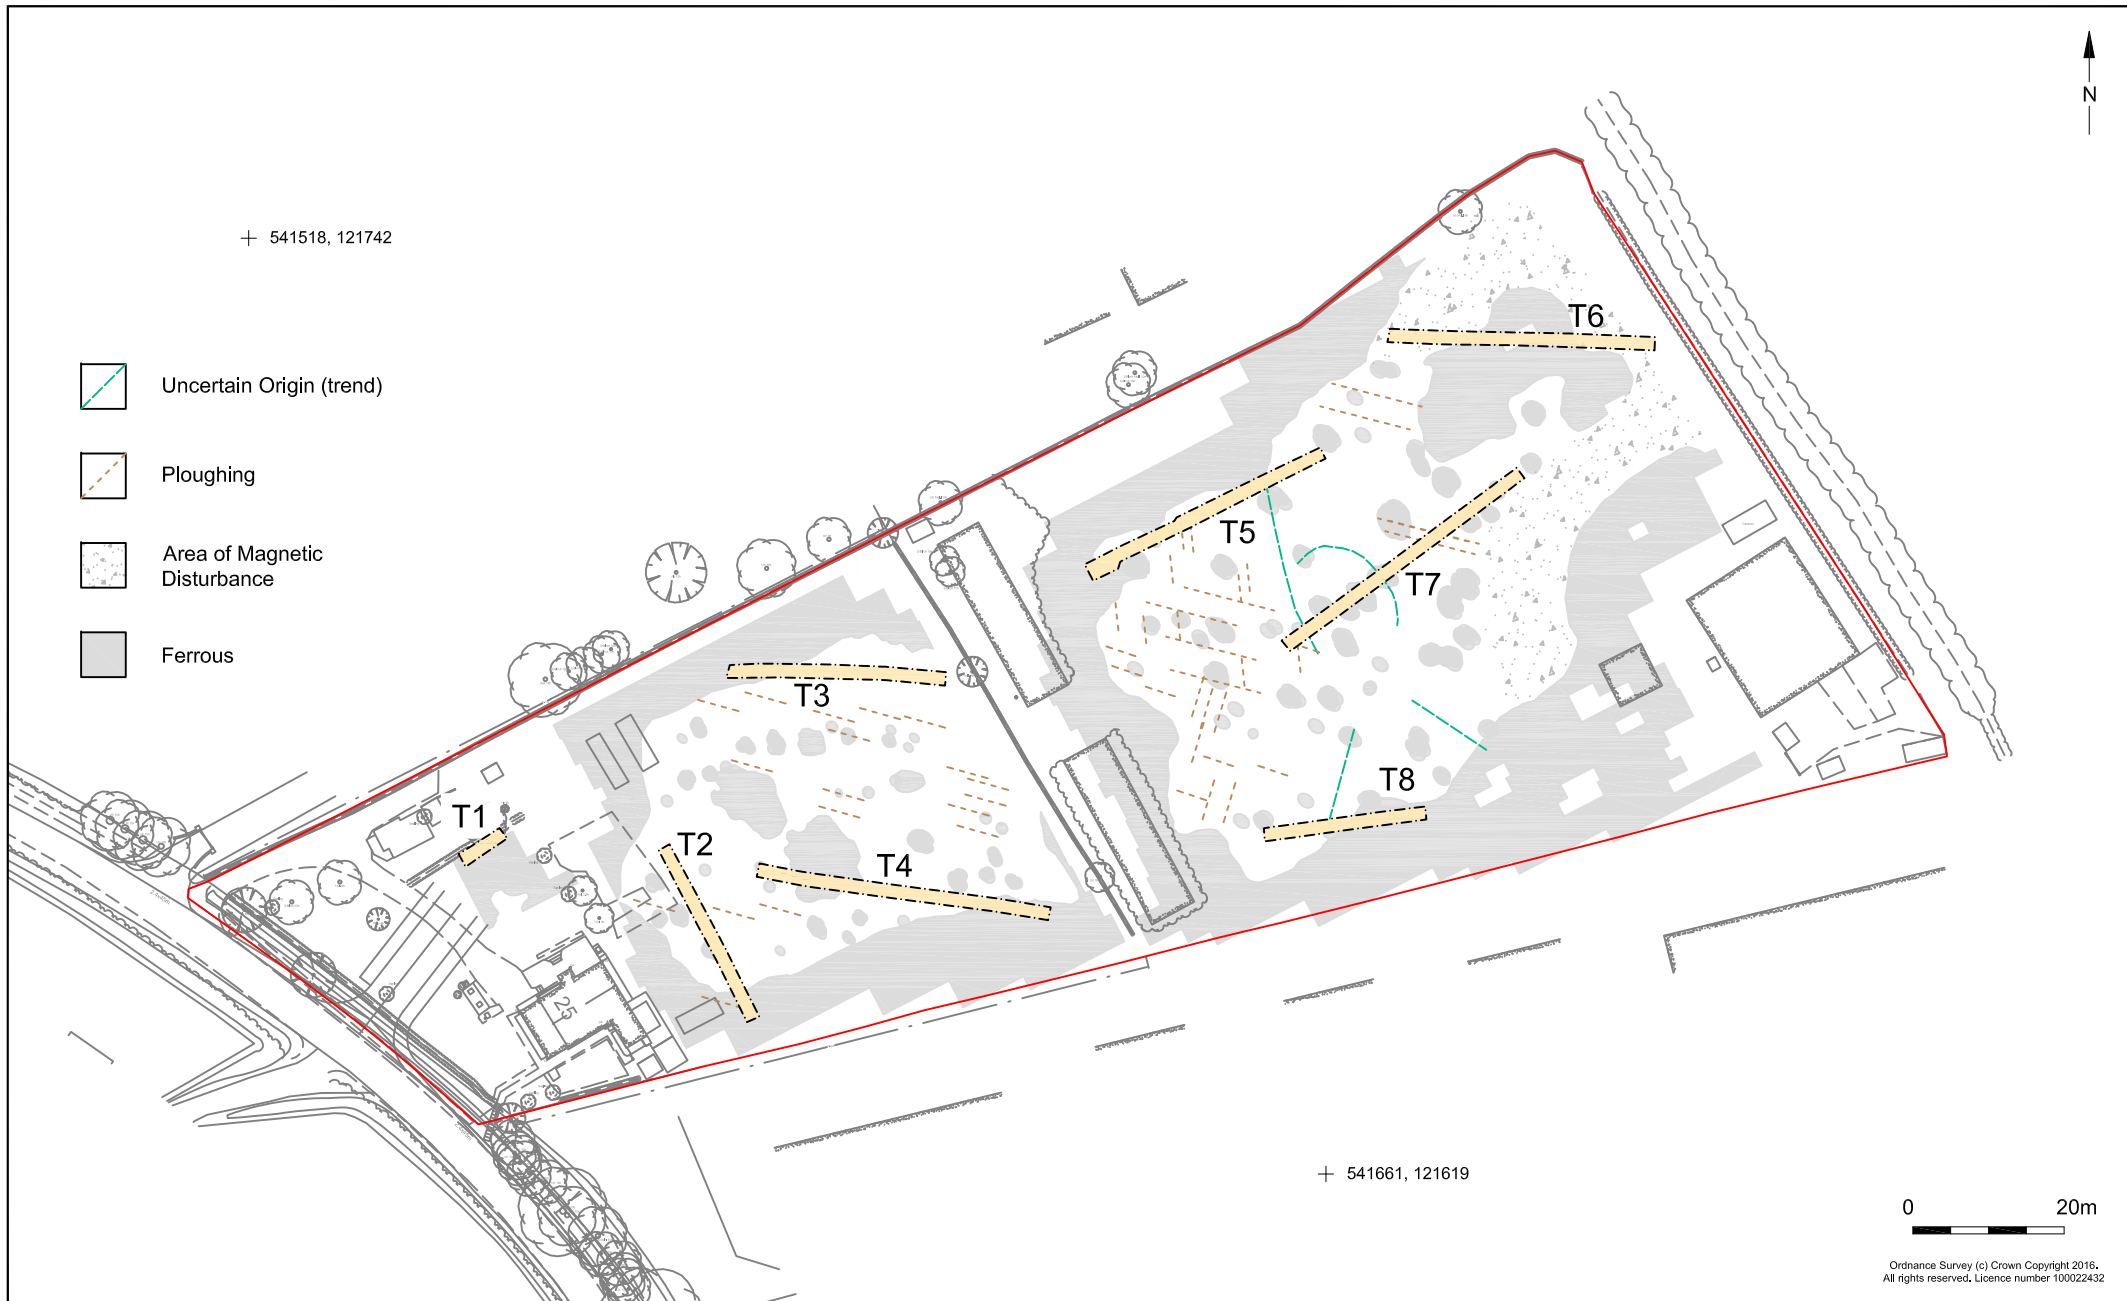 N
541518, 121742
T6
Uncertain Origin (trend)
Ploughing
T5
Area of Magnetic
Disturbance
T7
Ferrous
T3
T8
T1
T2
T4
25
541661, 121619
0 20m
Ordnance Survey (c) Crown Copyright 2016.
All rights reserved. Licence number 100022432